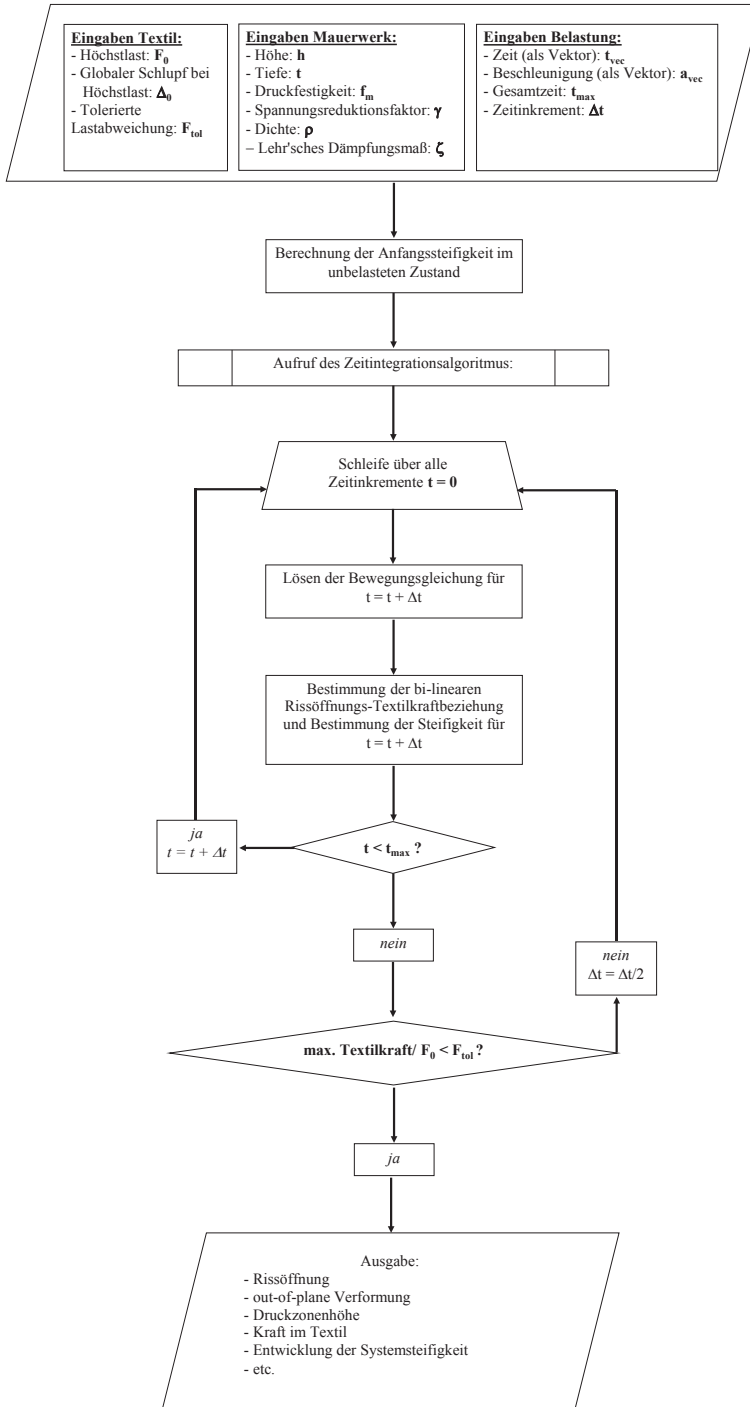 Eingaben Textil:
- Höchstlast: F₀
- Globaler Schlupf bei
Höchstlast: Δ₀
- Tolerierte
Lastabweichung: Fₜₒₗ
Eingaben Mauerwerk:
- Höhe: h
- Tiefe: t
- Druckfestigkeit: fₘ
- Spannungsreduktionsfaktor: γ
- Dichte: ρ
– Lehr'sches Dämpfungsmaß: ζ
Eingaben Belastung:
- Zeit (als Vektor): t_vec
- Beschleunigung (als Vektor): a_vec
- Gesamtzeit: t_max
- Zeitinkrement: Δt
Berechnung der Anfangssteifigkeit im
unbelasteten Zustand
Aufruf des Zeitintegrationsalgoritmus:
Schleife über alle
Zeitinkremente t = 0
Lösen der Bewegungsgleichung für
t = t + Δt
Bestimmung der bi-linearen
Rissöffnungs-Textilkraftbeziehung
und Bestimmung der Steifigkeit für
t = t + Δt
ja
t = t + Δt
t < t_max ?
nein
nein
Δt = Δt/2
max. Textilkraft/ F₀ < Fₜₒₗ ?
ja
Ausgabe:
- Rissöffnung
- out-of-plane Verformung
- Druckzonenhöhe
- Kraft im Textil
- Entwicklung der Systemsteifigkeit
- etc.